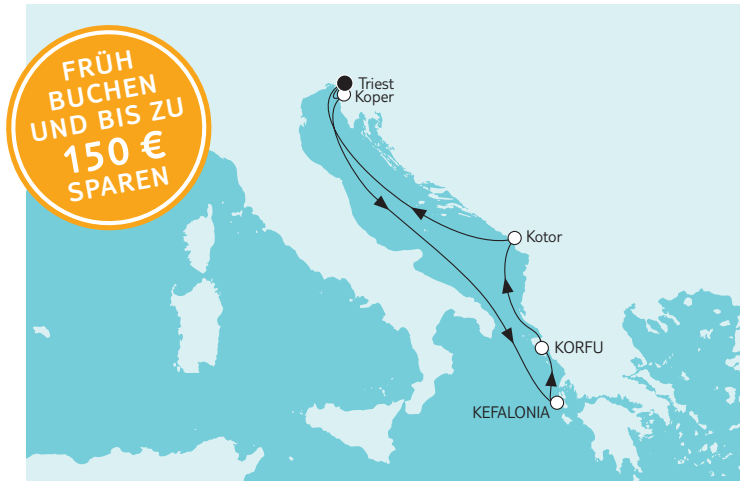 FRÜH
BUCHEN
UND BIS ZU
150 €
SPAREN
Triest
Koper
Kotor
KORFU
KEFALONIA